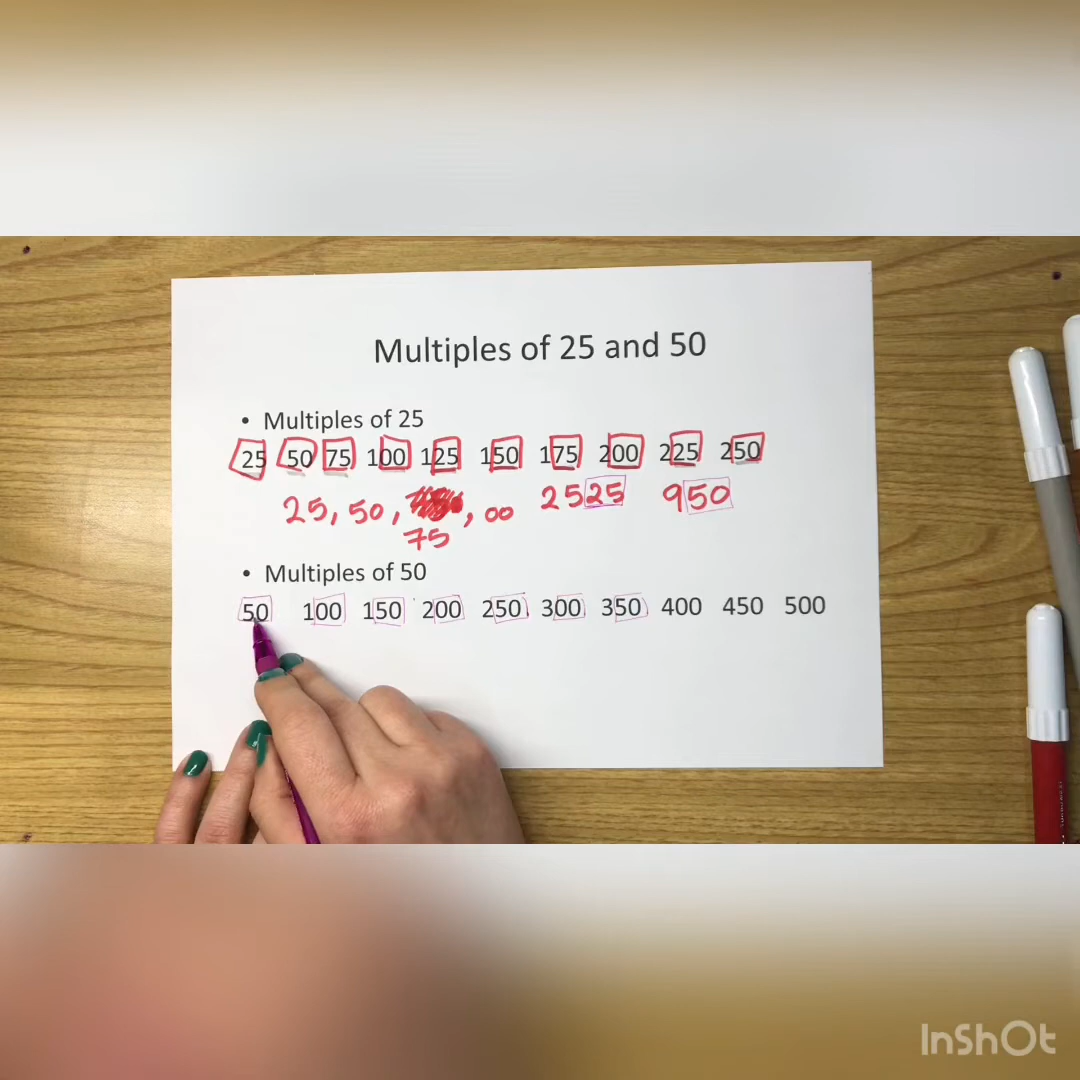 Multiples of 25 and 50
• Multiples of 25
25 50 75 100 125 150 175 200 225 250
25, 50, , 00 2525 950
75
• Multiples of 50
50 100 150 200 250 300 350 400 450 500
InShOt